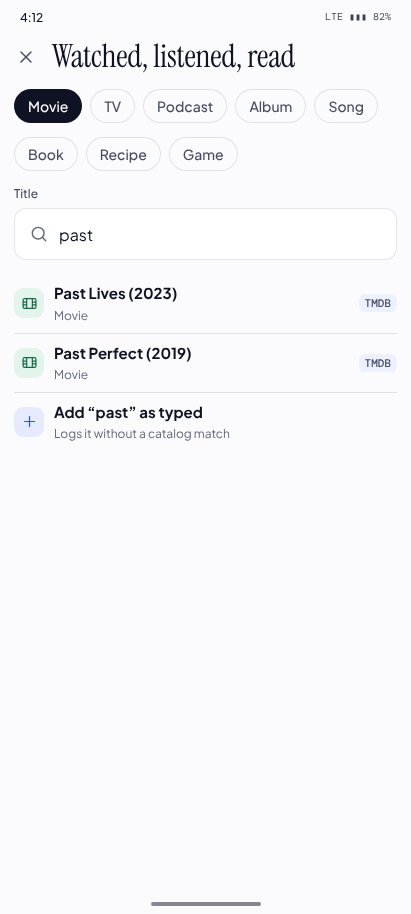 4:12
LTE 82%
Watched, listened, read
Movie
TV
Podcast
Album
Song
Book
Recipe
Game
Title
past
Past Lives (2023)
Movie
TMDB
Past Perfect (2019)
Movie
TMDB
Add “past” as typed
Logs it without a catalog match